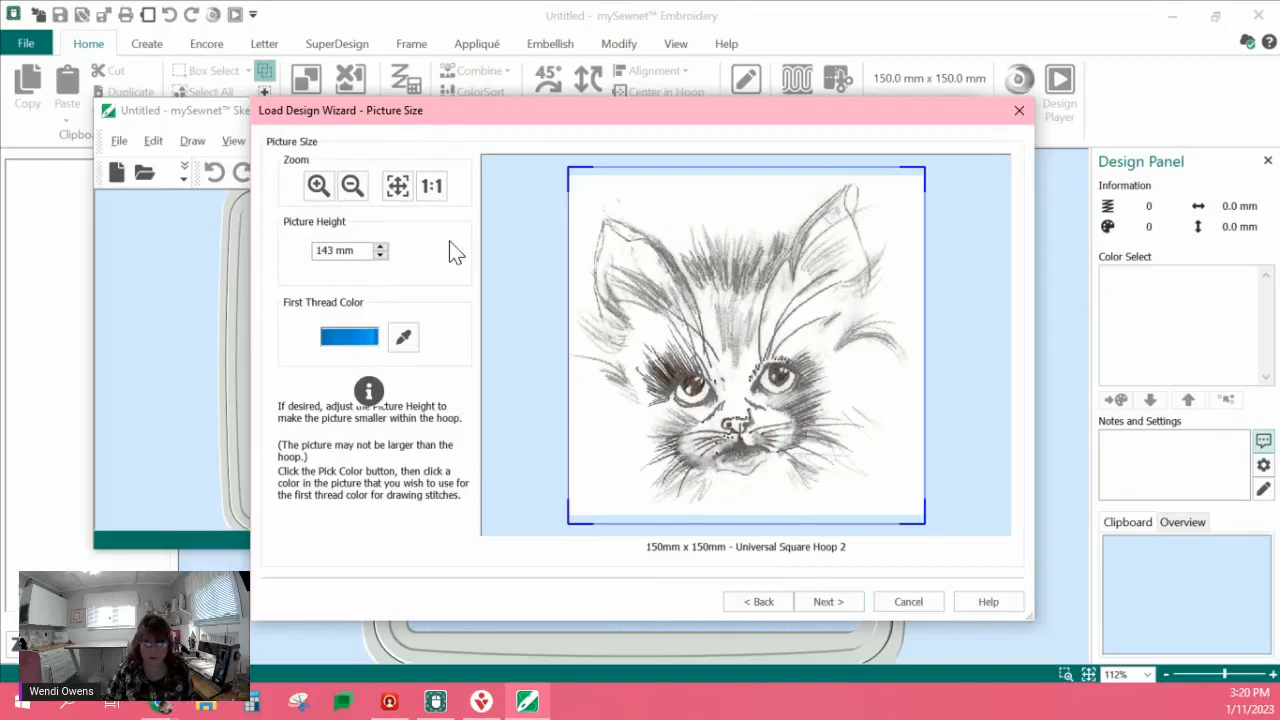 Untitled - mySewnet™ Embroidery
File Home Create Encore Letter SuperDesign Frame Appliqué Embellish Modify View Help
Copy Paste Cut Duplicate Box Select Select All Combine ColorSort 45° Alignment Center in Hoop 150.0 mm x 150.0 mm Design Player
Untitled - mySewnet™
File Edit Draw View
Load Design Wizard - Picture Size
Picture Size
Zoom
1:1
Picture Height
143 mm
First Thread Color
If desired, adjust the Picture Height to
make the picture smaller within the hoop.
(The picture may not be larger than the
hoop.)
Click the Pick Color button, then click a
color in the picture that you wish to use for
the first thread color for drawing stitches.
150mm x 150mm - Universal Square Hoop 2
< Back Next > Cancel Help
Design Panel
Information
0 0.0 mm
0 0.0 mm
Color Select
Notes and Settings
Clipboard Overview
112%
Wendi Owens
3:20 PM
1/11/2023